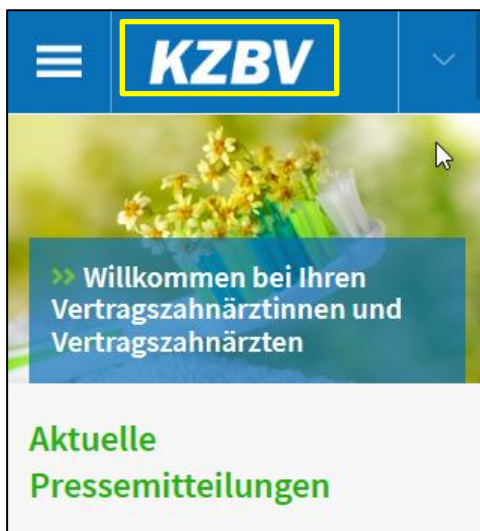 KZBV
>> Willkommen bei Ihren
Vertragszahnärztinnen und
Vertragszahnärzten
Aktuelle
Pressemitteilungen